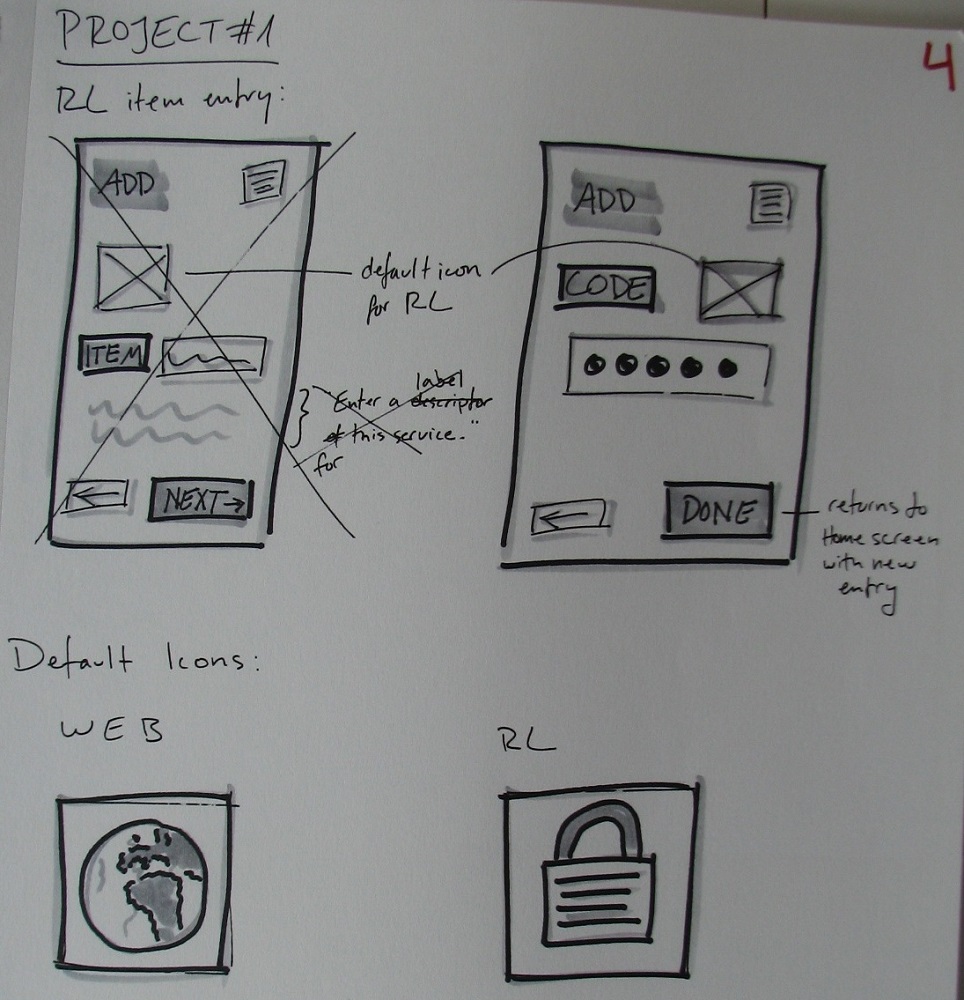 PROJECT #1
4
RL item entry:
ADD
ITEM
NEXT→
default icon
for RL
label
Enter a descriptor
of this service."
for
ADD
CODE
DONE
returns to
Home screen
with new
entry
Default Icons:
WEB
RL